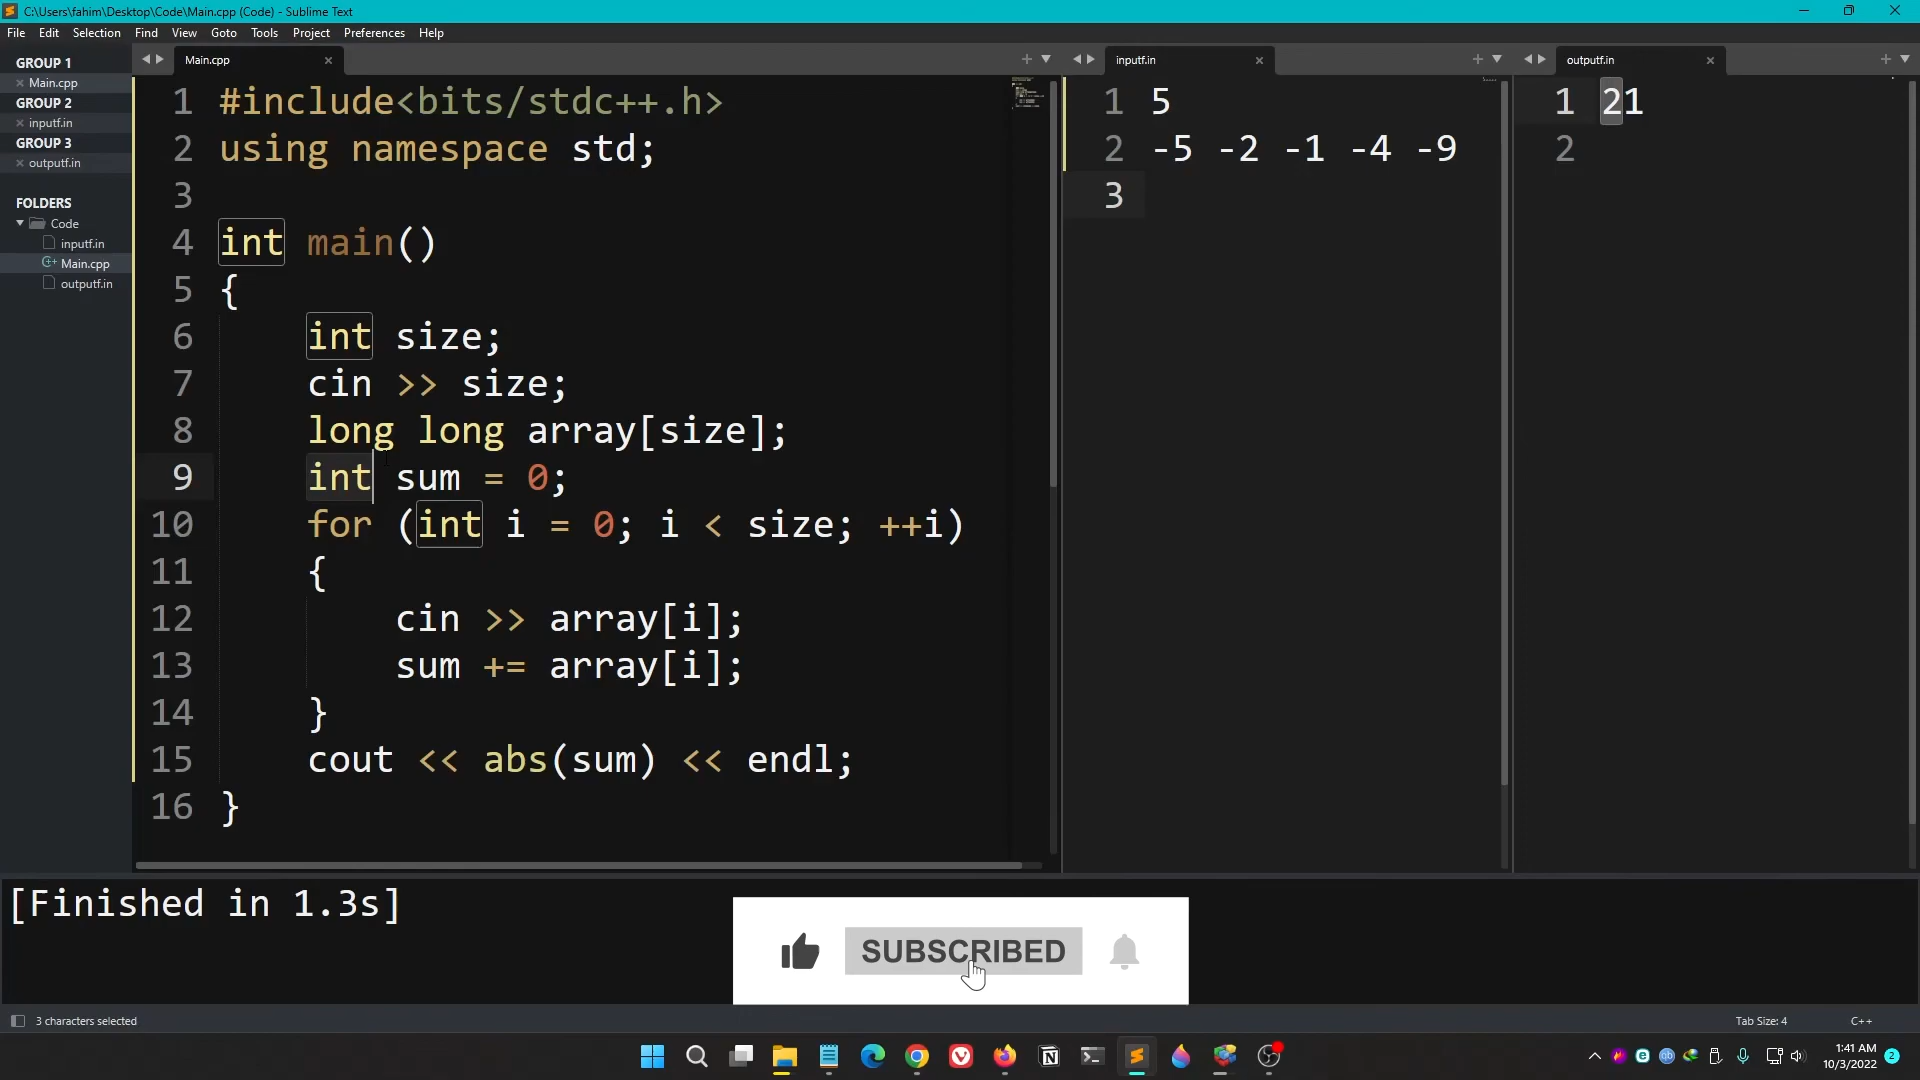 C:\Users\fahim\Desktop\Code\Main.cpp (Code) - Sublime Text
File Edit Selection Find View Goto Tools Project Preferences Help
GROUP 1
Main.cpp
GROUP 2
inputf.in
GROUP 3
outputf.in
FOLDERS
Code
inputf.in
Main.cpp
outputf.in
Main.cpp
1 #include<bits/stdc++.h>
2 using namespace std;
3
4 int main()
5 {
6 int size;
7 cin >> size;
8 long long array[size];
9 int sum = 0;
10 for (int i = 0; i < size; ++i)
11 {
12 cin >> array[i];
13 sum += array[i];
14 }
15 cout << abs(sum) << endl;
16 }
inputf.in
1 5
2 -5 -2 -1 -4 -9
3
outputf.in
1 21
2
[Finished in 1.3s]
SUBSCRIBED
3 characters selected
Tab Size: 4
C++
1:41 AM
10/3/2022
2